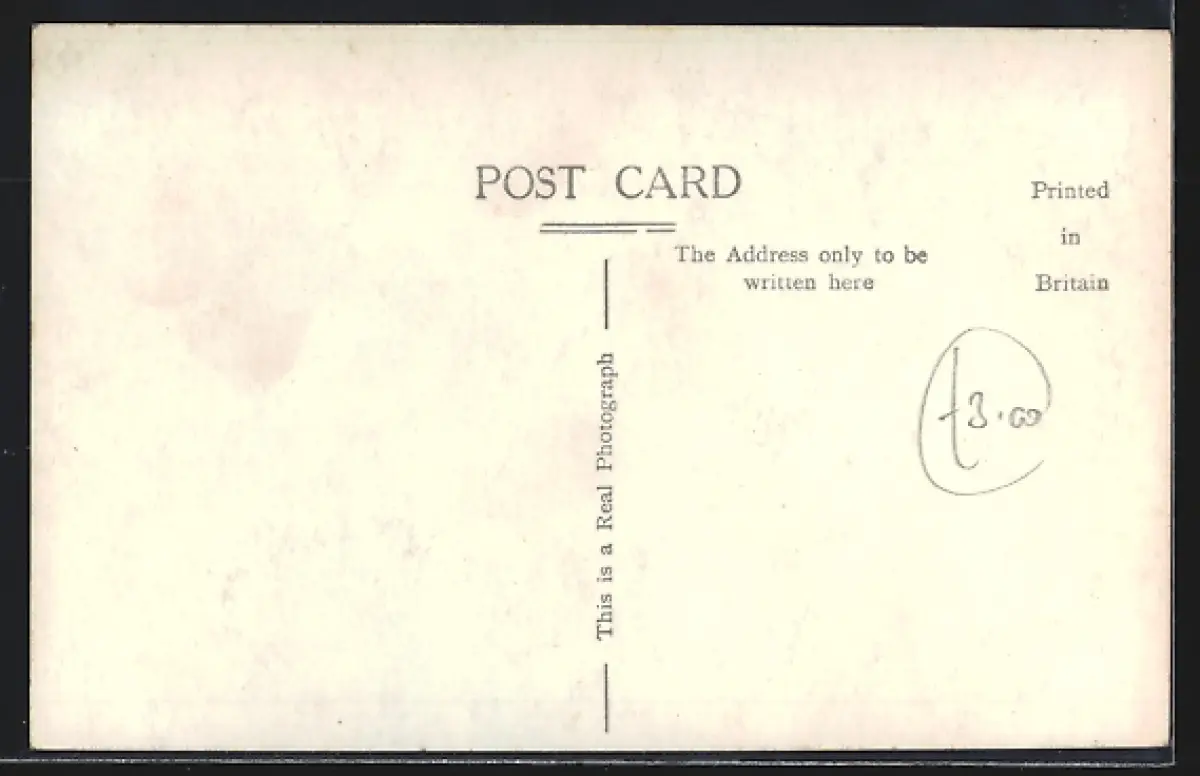 POST CARD
The Address only to be
written here
Printed
in
Britain
This is a Real Photograph
£3.00